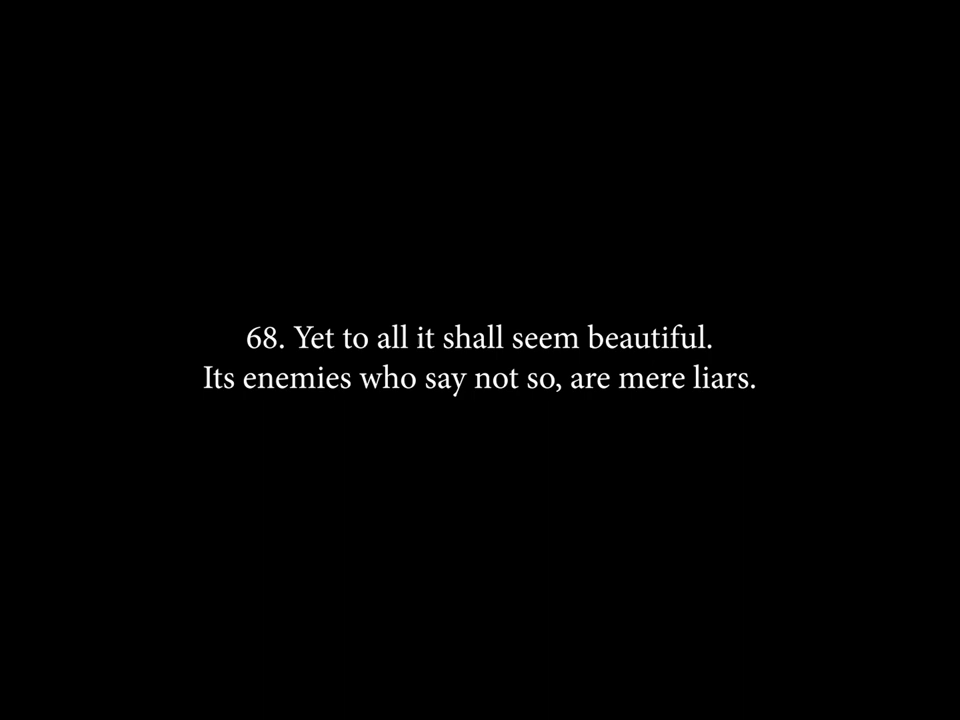 68. Yet to all it shall seem beautiful.
Its enemies who say not so, are mere liars.